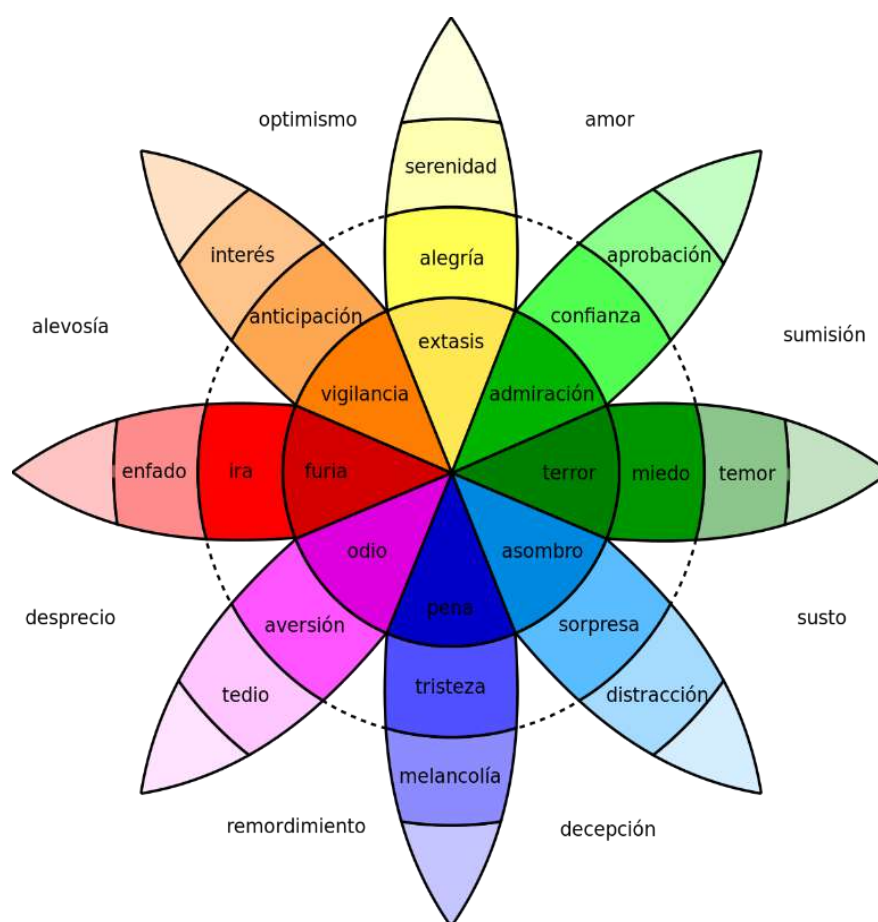 optimismo
amor
serenidad
interés
alegría
aprobación
anticipación
confianza
alevosía
extasis
sumisión
vigilancia
admiración
enfado
ira
furia
terror
miedo
temor
odio
asombro
desprecio
pena
susto
aversión
sorpresa
tedio
tristeza
distracción
melancolía
remordimiento
decepción